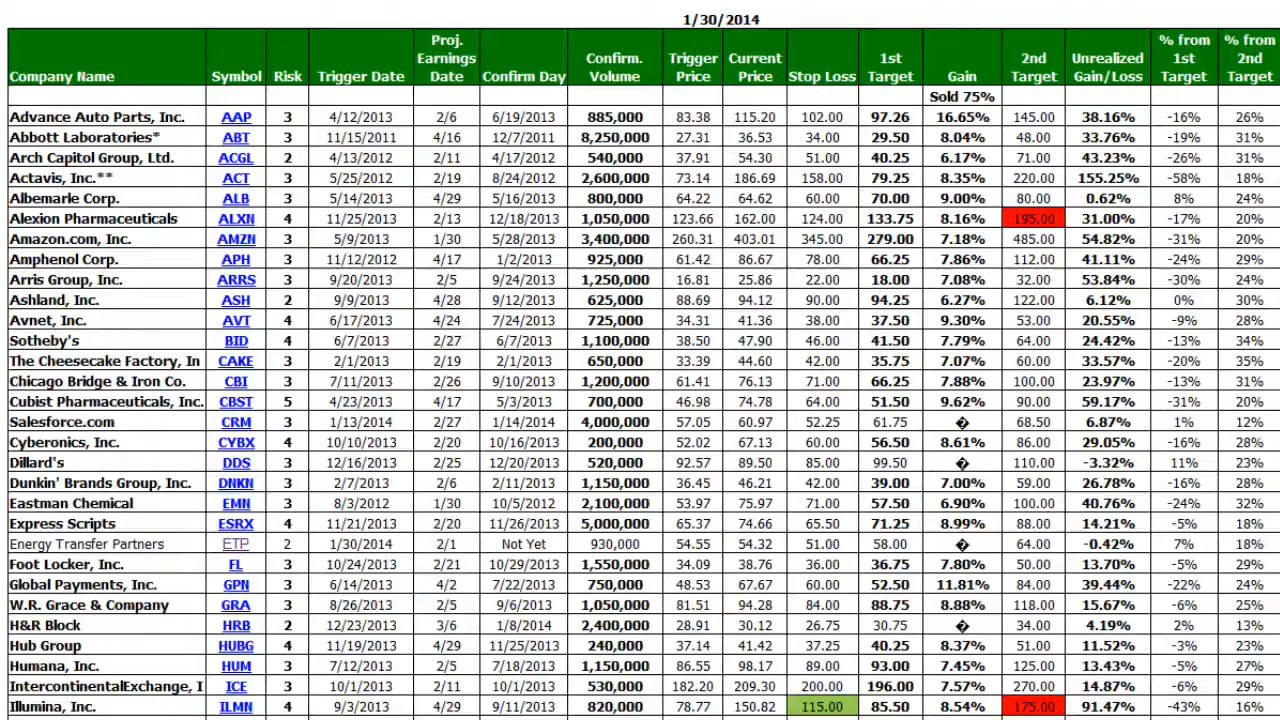 1/30/2014
Company Name Symbol Risk Trigger Date Proj. Earnings Date Confirm Day Confirm. Volume Trigger Price Current Price Stop Loss 1st Target Gain 2nd Target Unrealized Gain/Loss % from 1st Target % from 2nd Target
Sold 75%
Advance Auto Parts, Inc. AAP 3 4/12/2013 2/6 6/19/2013 885,000 83.38 115.20 102.00 97.26 16.65% 145.00 38.16% -16% 26%
Abbott Laboratories* ABT 3 11/15/2011 4/16 12/7/2011 8,250,000 27.31 36.53 34.00 29.50 8.04% 48.00 33.76% -19% 31%
Arch Capitol Group, Ltd. ACGL 2 4/13/2012 2/11 4/17/2012 540,000 37.91 54.30 51.00 40.25 6.17% 71.00 43.23% -26% 31%
Actavis, Inc.** ACT 3 5/25/2012 2/19 8/24/2012 2,600,000 73.14 186.69 158.00 79.25 8.35% 220.00 155.25% -58% 18%
Albemarle Corp. ALB 3 5/14/2013 4/29 5/16/2013 800,000 64.22 64.62 60.00 70.00 9.00% 80.00 0.62% 8% 24%
Alexion Pharmaceuticals ALXN 4 11/25/2013 2/13 12/18/2013 1,050,000 123.66 162.00 124.00 133.75 8.16% 195.00 31.00% -17% 20%
Amazon.com, Inc. AMZN 3 5/9/2013 1/30 5/28/2013 3,400,000 260.31 403.01 345.00 279.00 7.18% 485.00 54.82% -31% 20%
Amphenol Corp. APH 3 11/12/2012 4/17 1/2/2013 925,000 61.42 86.67 78.00 66.25 7.86% 112.00 41.11% -24% 29%
Arris Group, Inc. ARRS 3 9/20/2013 2/5 9/24/2013 1,250,000 16.81 25.86 22.00 18.00 7.08% 32.00 53.84% -30% 24%
Ashland, Inc. ASH 2 9/9/2013 4/28 9/12/2013 625,000 88.69 94.12 90.00 94.25 6.27% 122.00 6.12% 0% 30%
Avnet, Inc. AVT 4 6/17/2013 4/24 7/24/2013 725,000 34.31 41.36 38.00 37.50 9.30% 53.00 20.55% -9% 28%
Sotheby's BID 4 6/7/2013 2/27 6/7/2013 1,100,000 38.50 47.90 46.00 41.50 7.79% 64.00 24.42% -13% 34%
The Cheesecake Factory, In CAKE 3 2/1/2013 2/19 2/1/2013 650,000 33.39 44.60 42.00 35.75 7.07% 60.00 33.57% -20% 35%
Chicago Bridge & Iron Co. CBI 3 7/11/2013 2/26 9/10/2013 1,200,000 61.41 76.13 71.00 66.25 7.88% 100.00 23.97% -13% 31%
Cubist Pharmaceuticals, Inc. CBST 5 4/23/2013 4/17 5/3/2013 700,000 46.98 74.78 64.00 51.50 9.62% 90.00 59.17% -31% 20%
Salesforce.com CRM 3 1/13/2014 2/27 1/14/2014 4,000,000 57.05 60.97 52.25 61.75 � 68.50 6.87% 1% 12%
Cyberonics, Inc. CYBX 4 10/10/2013 2/20 10/16/2013 200,000 52.02 67.13 60.00 56.50 8.61% 86.00 29.05% -16% 28%
Dillard's DDS 3 12/16/2013 2/25 12/20/2013 520,000 92.57 89.50 85.00 99.50 � 110.00 -3.32% 11% 23%
Dunkin' Brands Group, Inc. DNKN 3 2/7/2013 2/6 2/11/2013 1,150,000 36.45 46.21 42.00 39.00 7.00% 59.00 26.78% -16% 28%
Eastman Chemical EMN 3 8/3/2012 1/30 10/5/2012 2,100,000 53.97 75.97 71.00 57.50 6.90% 100.00 40.76% -24% 32%
Express Scripts ESRX 4 11/21/2013 2/20 11/26/2013 5,000,000 65.37 74.66 65.50 71.25 8.99% 88.00 14.21% -5% 18%
Energy Transfer Partners ETP 2 1/30/2014 2/1 Not Yet 930,000 54.55 54.32 51.00 58.00 � 64.00 -0.42% 7% 18%
Foot Locker, Inc. FL 3 10/24/2013 2/21 10/29/2013 1,550,000 34.09 38.76 36.00 36.75 7.80% 50.00 13.70% -5% 29%
Global Payments, Inc. GPN 3 6/14/2013 4/2 7/22/2013 750,000 48.53 67.67 60.00 52.50 11.81% 84.00 39.44% -22% 24%
W.R. Grace & Company GRA 3 8/26/2013 2/5 9/6/2013 1,050,000 81.51 94.28 84.00 88.75 8.88% 118.00 15.67% -6% 25%
H&R Block HRB 2 12/23/2013 3/6 1/8/2014 2,400,000 28.91 30.12 26.75 30.75 � 34.00 4.19% 2% 13%
Hub Group HUBG 4 11/19/2013 4/29 11/25/2013 240,000 37.14 41.42 37.25 40.25 8.37% 51.00 11.52% -3% 23%
Humana, Inc. HUM 3 7/12/2013 2/5 7/18/2013 1,150,000 86.55 98.17 89.00 93.00 7.45% 125.00 13.43% -5% 27%
IntercontinentalExchange, I ICE 3 10/1/2013 2/11 10/1/2013 530,000 182.20 209.30 200.00 196.00 7.57% 270.00 14.87% -6% 29%
Illumina, Inc. ILMN 4 9/3/2013 4/29 9/11/2013 820,000 78.77 150.82 115.00 85.50 8.54% 175.00 91.47% -43% 16%